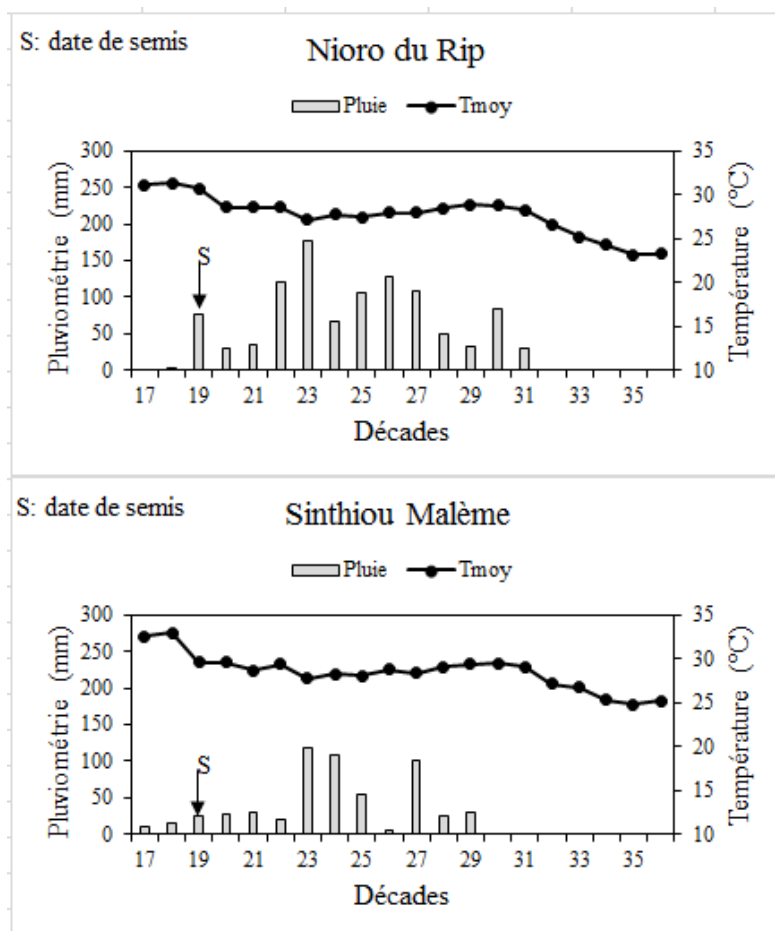 S: date de semis
Nioro du Rip
Pluie Tmoy
Pluviométrie (mm)
300
250
200
150
100
50
0
S
35
30
25
20
15
10
Température (°C)
17 19 21 23 25 27 29 31 33 35
Décades
S: date de semis
Sinthiou Malème
Pluie Tmoy
Pluviométrie (mm)
300
250
200
150
100
50
0
S
35
30
25
20
15
10
Température (°C)
17 19 21 23 25 27 29 31 33 35
Décades